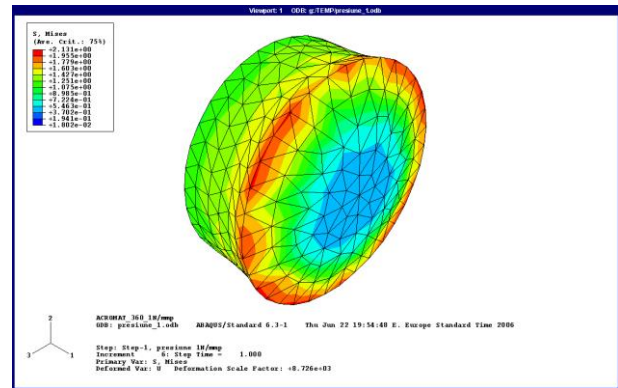 Viewport: 1 ODB: g:/TEMP/presiune_1.odb
S, Mises
(Ave. Crit.: 75%)
+2.131e+00
+1.955e+00
+1.779e+00
+1.603e+00
+1.427e+00
+1.251e+00
+1.075e+00
+8.985e-01
+7.224e-01
+5.463e-01
+3.702e-01
+1.941e-01
+1.802e-02
2
3
1
ACROMAT_360_1N/mmp
ODB: presiune_1.odb ABAQUS/Standard 6.3-1 Thu Jun 22 19:54:40 E. Europe Standard Time 2006
Step: Step-1, presiune 1N/mmp
Increment 6: Step Time = 1.000
Primary Var: S, Mises
Deformed Var: U Deformation Scale Factor: +8.726e+03